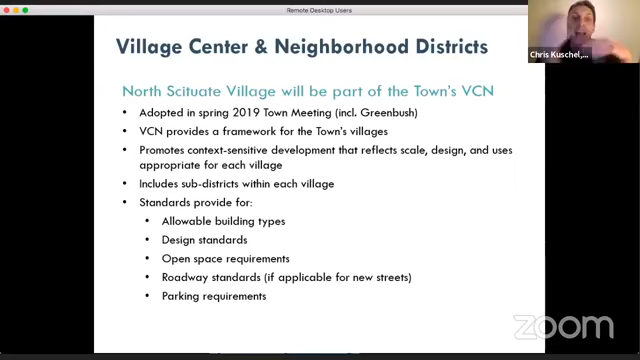 Remote Desktop Users
Village Center & Neighborhood Districts
Chris Kuschel,...
North Scituate Village will be part of the Town's VCN
• Adopted in spring 2019 Town Meeting (incl. Greenbush)
• VCN provides a framework for the Town's villages
• Promotes context-sensitive development that reflects scale, design, and uses
appropriate for each village
• Includes sub-districts within each village
• Standards provide for:
• Allowable building types
• Design standards
• Open space requirements
• Roadway standards (if applicable for new streets)
• Parking requirements
zoom